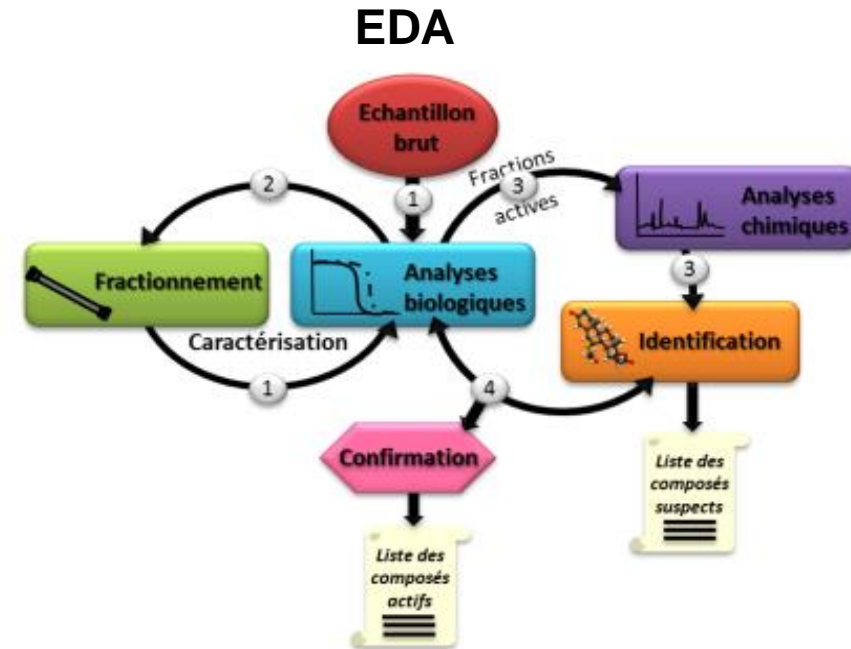 EDA
Echantillon
brut
2
1
Fractions
3
actives
Analyses
chimiques
Fractionnement
Analyses
biologiques
3
Caractérisation
Identification
1
4
Confirmation
Liste des
composés
suspects
Liste des
composés
actifs